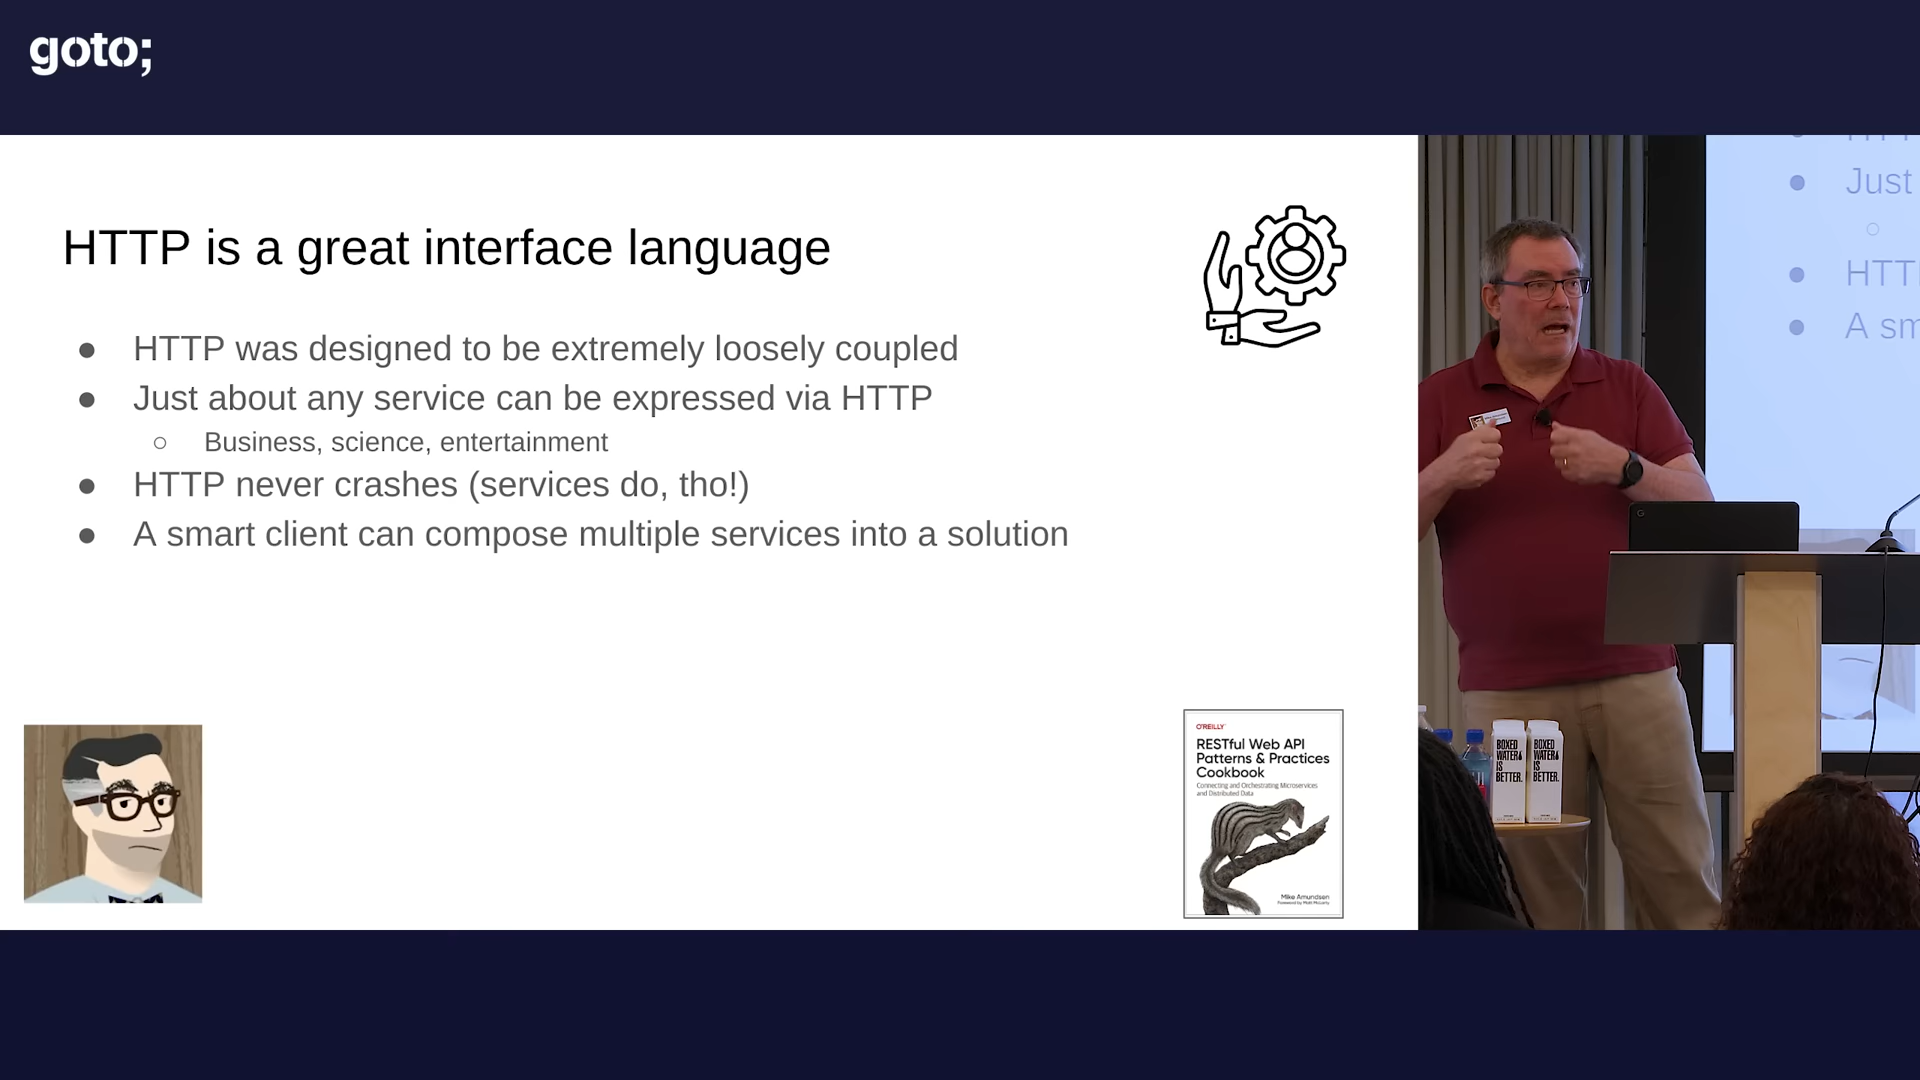 goto;
HTTP is a great interface language
● HTTP was designed to be extremely loosely coupled
● Just about any service can be expressed via HTTP
○ Business, science, entertainment
● HTTP never crashes (services do, tho!)
● A smart client can compose multiple services into a solution
O'REILLY
RESTful Web API
Patterns & Practices
Cookbook
Connecting and Orchestrating Microservices
and Distributed Data
Mike Amundsen
Foreword by Matt McLarty
Just
HTT
A sm
BOXED
WATER
IS
BETTER.
BOXED
WATER
IS
BETTER.